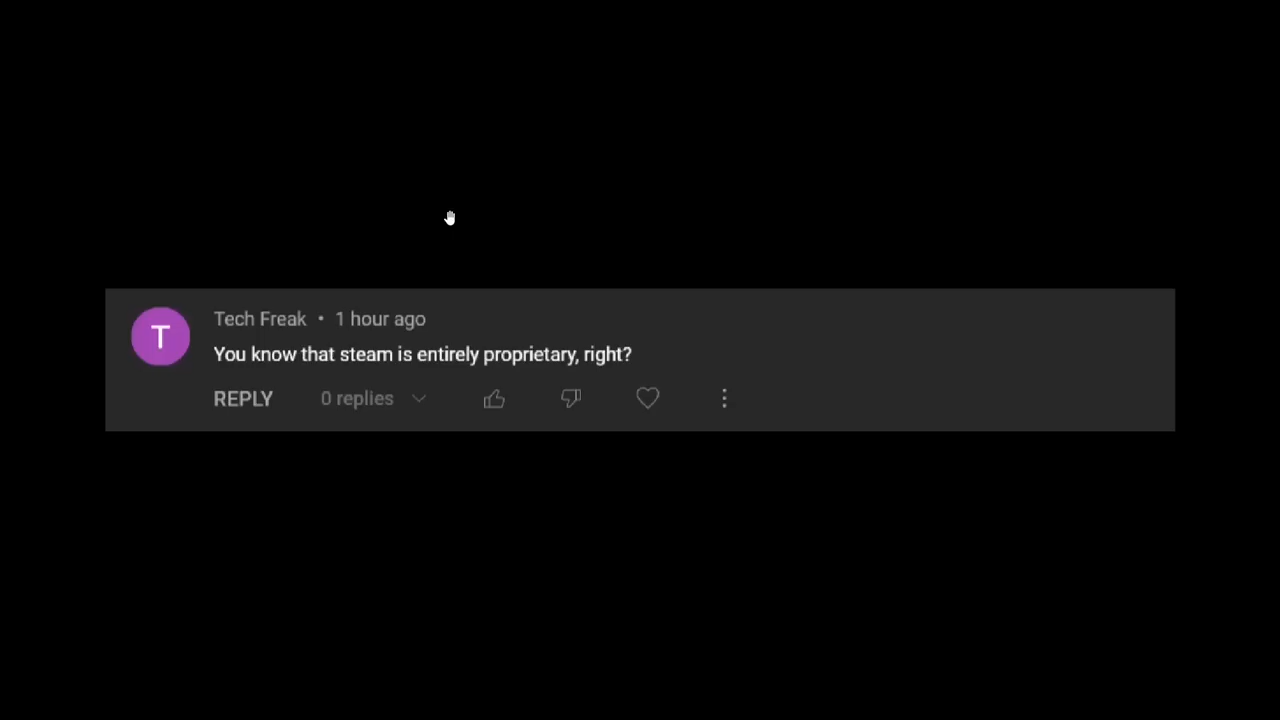 T
Tech Freak • 1 hour ago
You know that steam is entirely proprietary, right?
REPLY 0 replies